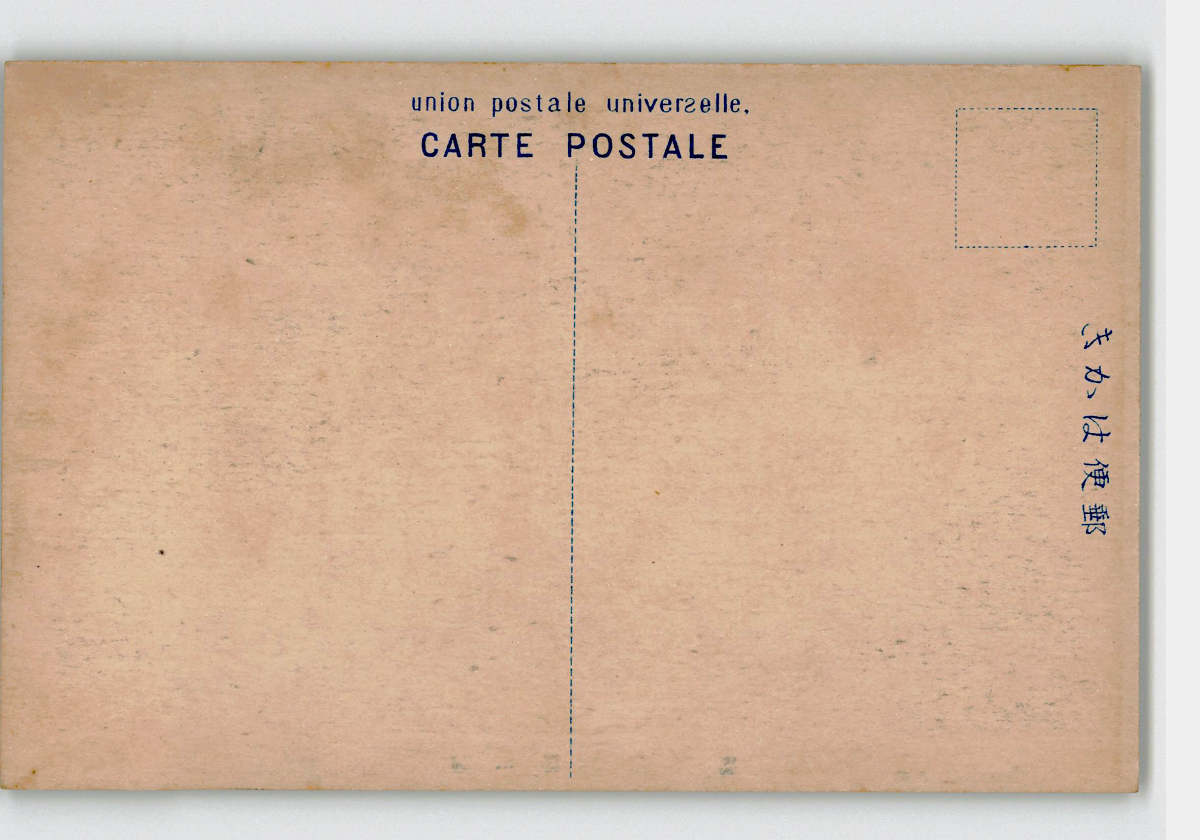 union postale universelle.
CARTE POSTALE
郵便はかき